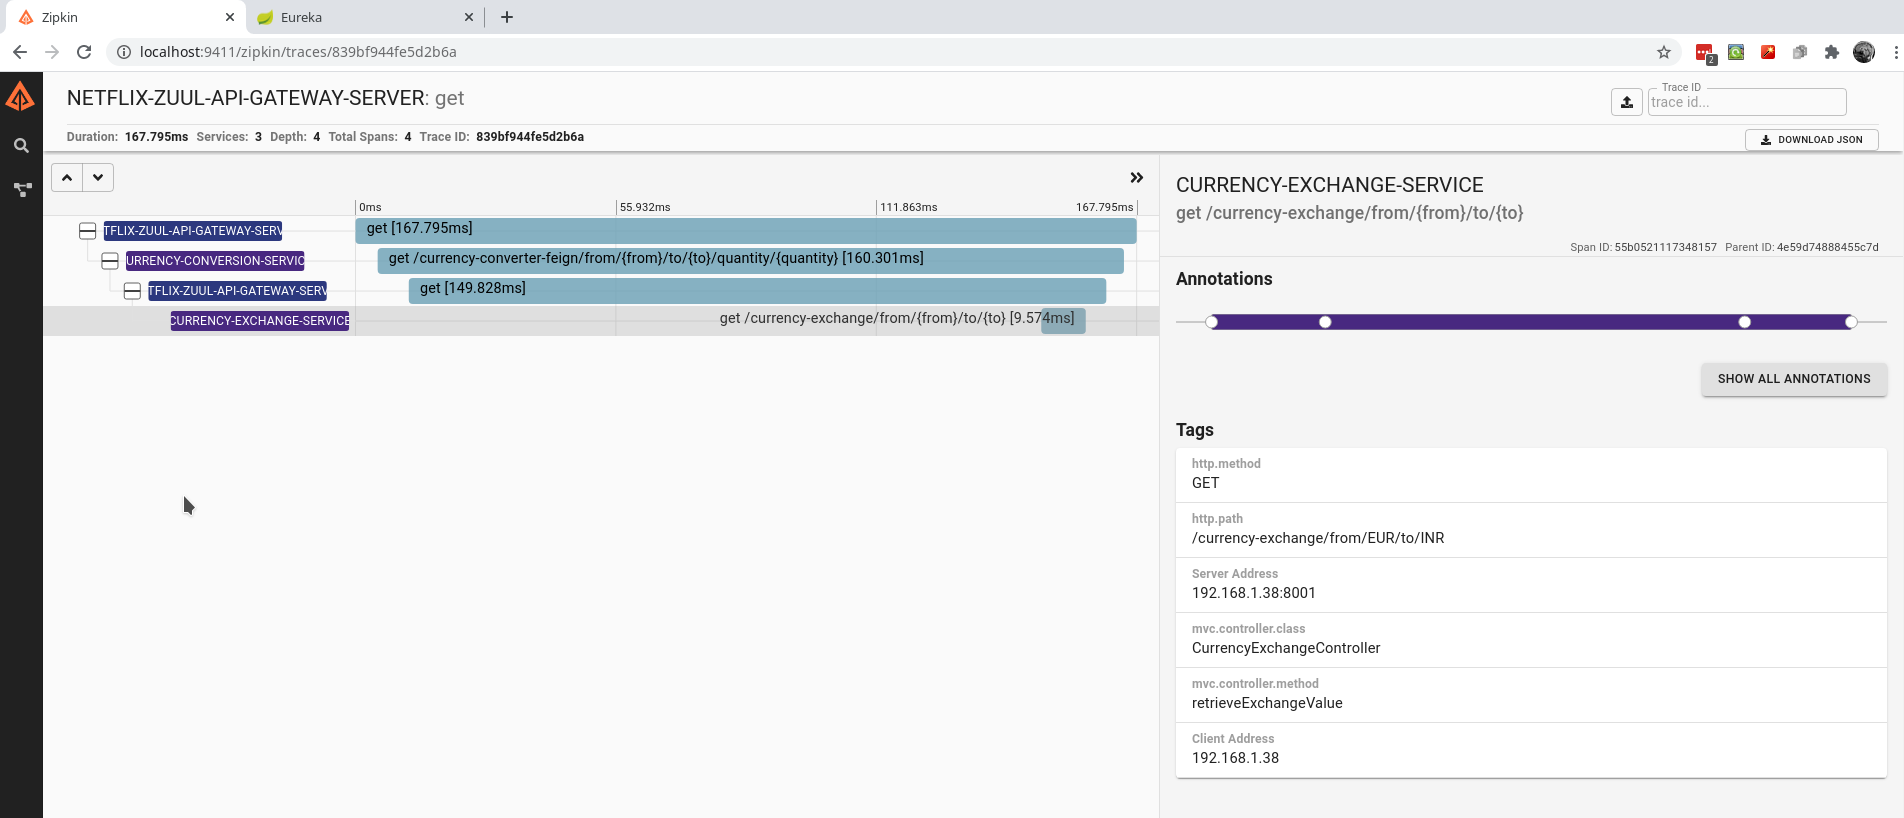 Zipkin
Eureka
localhost:9411/zipkin/traces/839bf944fe5d2b6a
2
NETFLIX-ZUUL-API-GATEWAY-SERVER: get
Trace ID
trace id...
Duration: 167.795ms Services: 3 Depth: 4 Total Spans: 4 Trace ID: 839bf944fe5d2b6a
DOWNLOAD JSON
0ms
55.932ms
111.863ms
167.795ms
TFLIX-ZUUL-API-GATEWAY-SERV
get [167.795ms]
URRENCY-CONVERSION-SERVIC
get /currency-converter-feign/from/{from}/to/{to}/quantity/{quantity} [160.301ms]
TFLIX-ZUUL-API-GATEWAY-SERV
get [149.828ms]
CURRENCY-EXCHANGE-SERVICE
get /currency-exchange/from/{from}/to/{to} [9.574ms]
CURRENCY-EXCHANGE-SERVICE
get /currency-exchange/from/{from}/to/{to}
Span ID: 55b0521117348157 Parent ID: 4e59d74888455c7d
Annotations
SHOW ALL ANNOTATIONS
Tags
http.method
GET
http.path
/currency-exchange/from/EUR/to/INR
Server Address
192.168.1.38:8001
mvc.controller.class
CurrencyExchangeController
mvc.controller.method
retrieveExchangeValue
Client Address
192.168.1.38